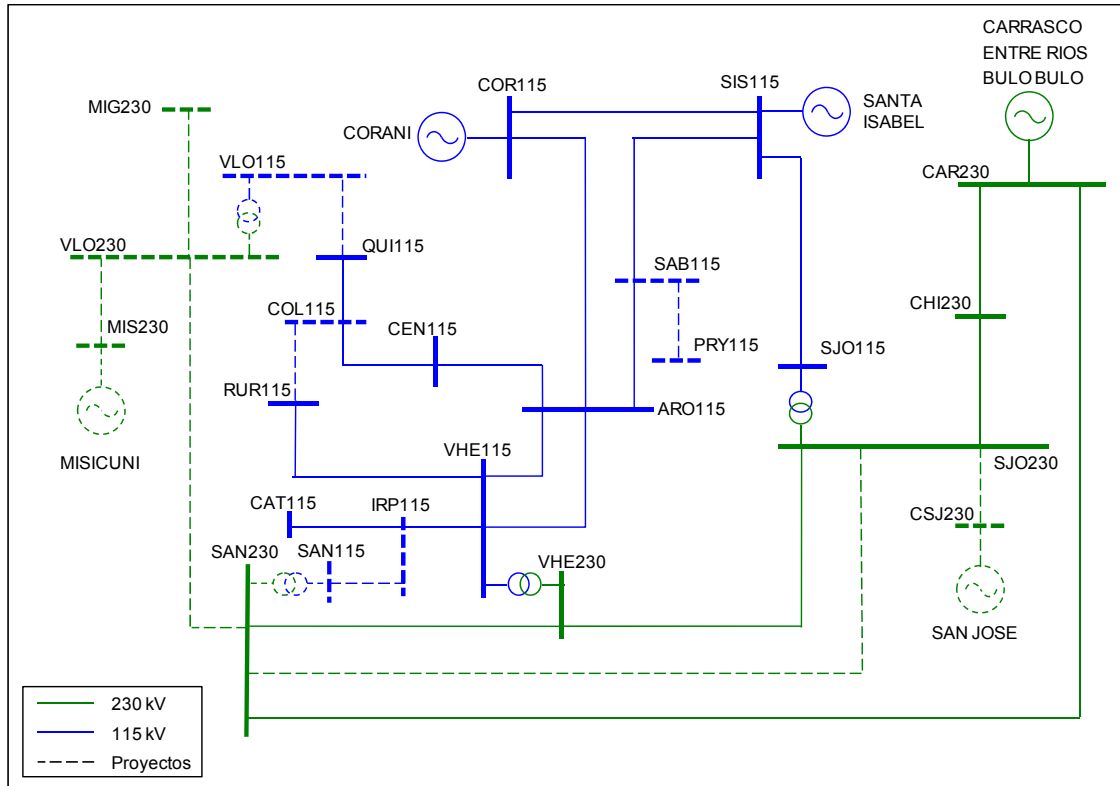 CARRASCO
ENTRE RIOS
BULO BULO
COR115
SIS115
MIG230
SANTA
ISABEL
CORANI
VLO115
CAR230
VLO230
QUI115
SAB115
COL115
CHI230
MIS230
CEN115
PRY115
SJO115
RUR115
ARO115
MISICUNI
VHE115
SJO230
CAT115
IRP115
CSJ230
SAN230
SAN115
VHE230
SAN JOSE
230 kV
115 kV
Proyectos